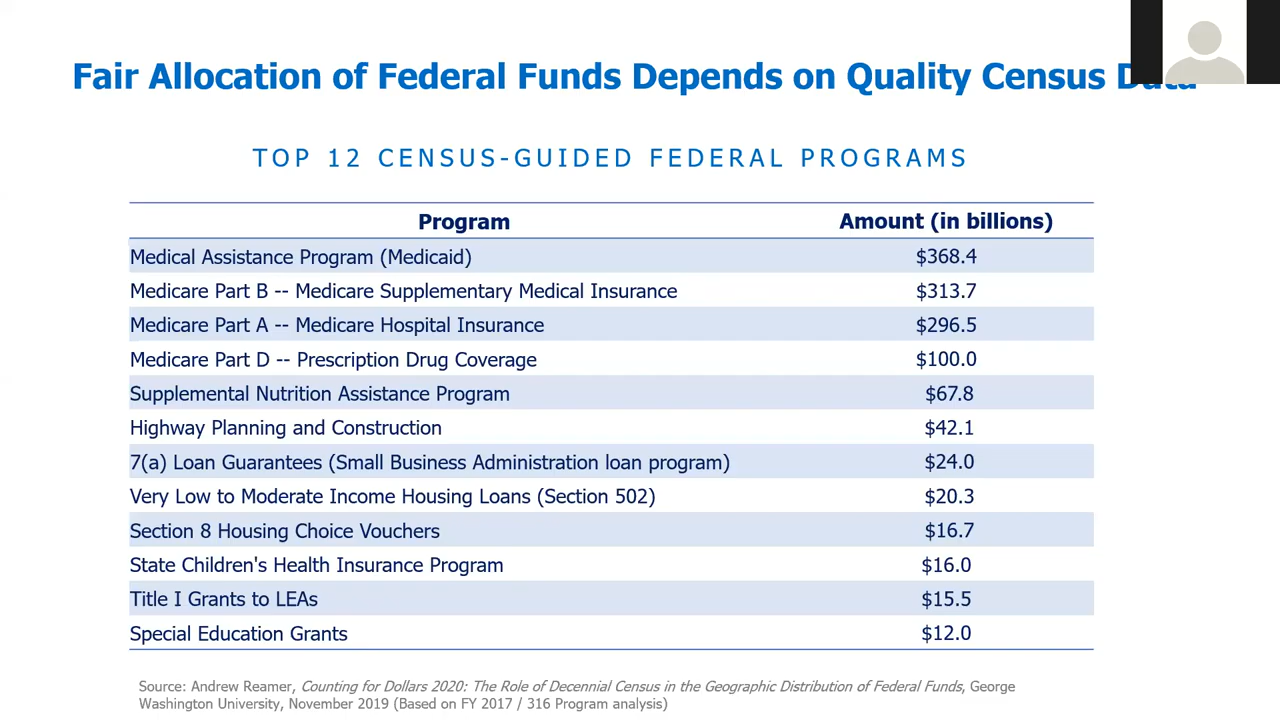 Fair Allocation of Federal Funds Depends on Quality Census Data
TOP 12 CENSUS-GUIDED FEDERAL PROGRAMS
Program Amount (in billions)
Medical Assistance Program (Medicaid) $368.4
Medicare Part B -- Medicare Supplementary Medical Insurance $313.7
Medicare Part A -- Medicare Hospital Insurance $296.5
Medicare Part D -- Prescription Drug Coverage $100.0
Supplemental Nutrition Assistance Program $67.8
Highway Planning and Construction $42.1
7(a) Loan Guarantees (Small Business Administration loan program) $24.0
Very Low to Moderate Income Housing Loans (Section 502) $20.3
Section 8 Housing Choice Vouchers $16.7
State Children's Health Insurance Program $16.0
Title I Grants to LEAs $15.5
Special Education Grants $12.0
Source: Andrew Reamer, Counting for Dollars 2020: The Role of Decennial Census in the Geographic Distribution of Federal Funds, George
Washington University, November 2019 (Based on FY 2017 / 316 Program analysis)